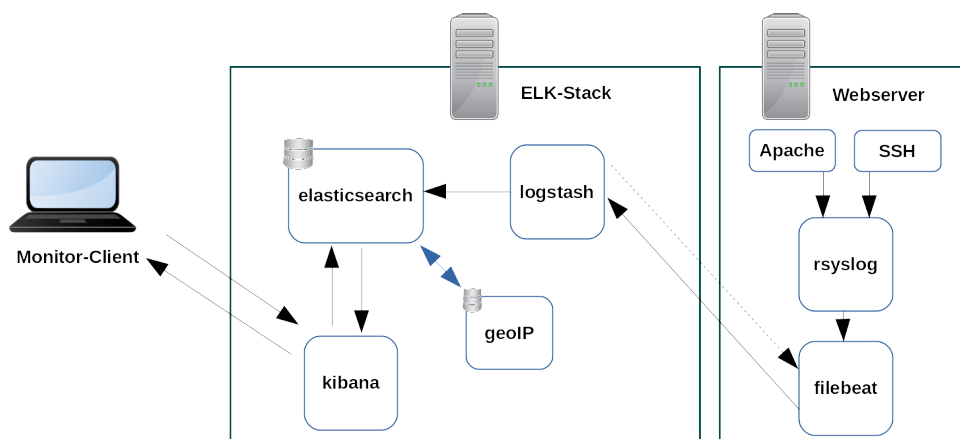 ELK-Stack
Webserver
Apache
SSH
elasticsearch
logstash
Monitor-Client
rsyslog
geoIP
kibana
filebeat